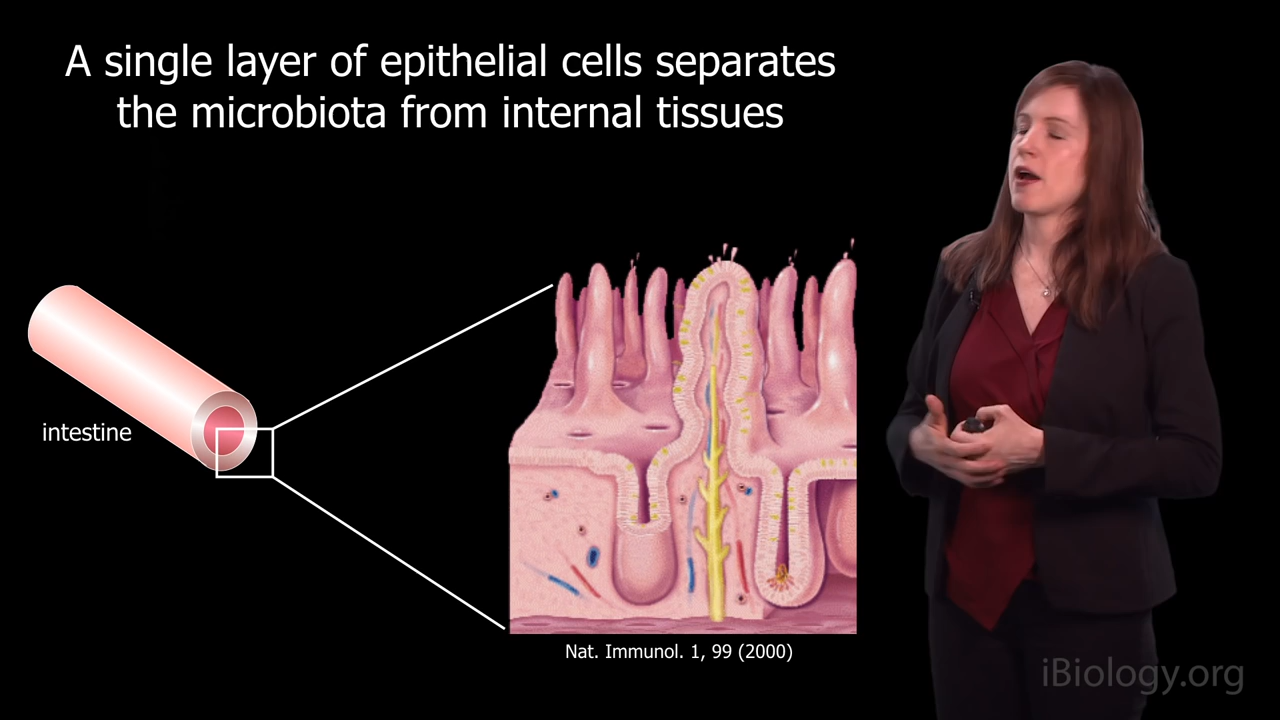 A single layer of epithelial cells separates
the microbiota from internal tissues
intestine
Nat. Immunol. 1, 99 (2000)
iBiology.org